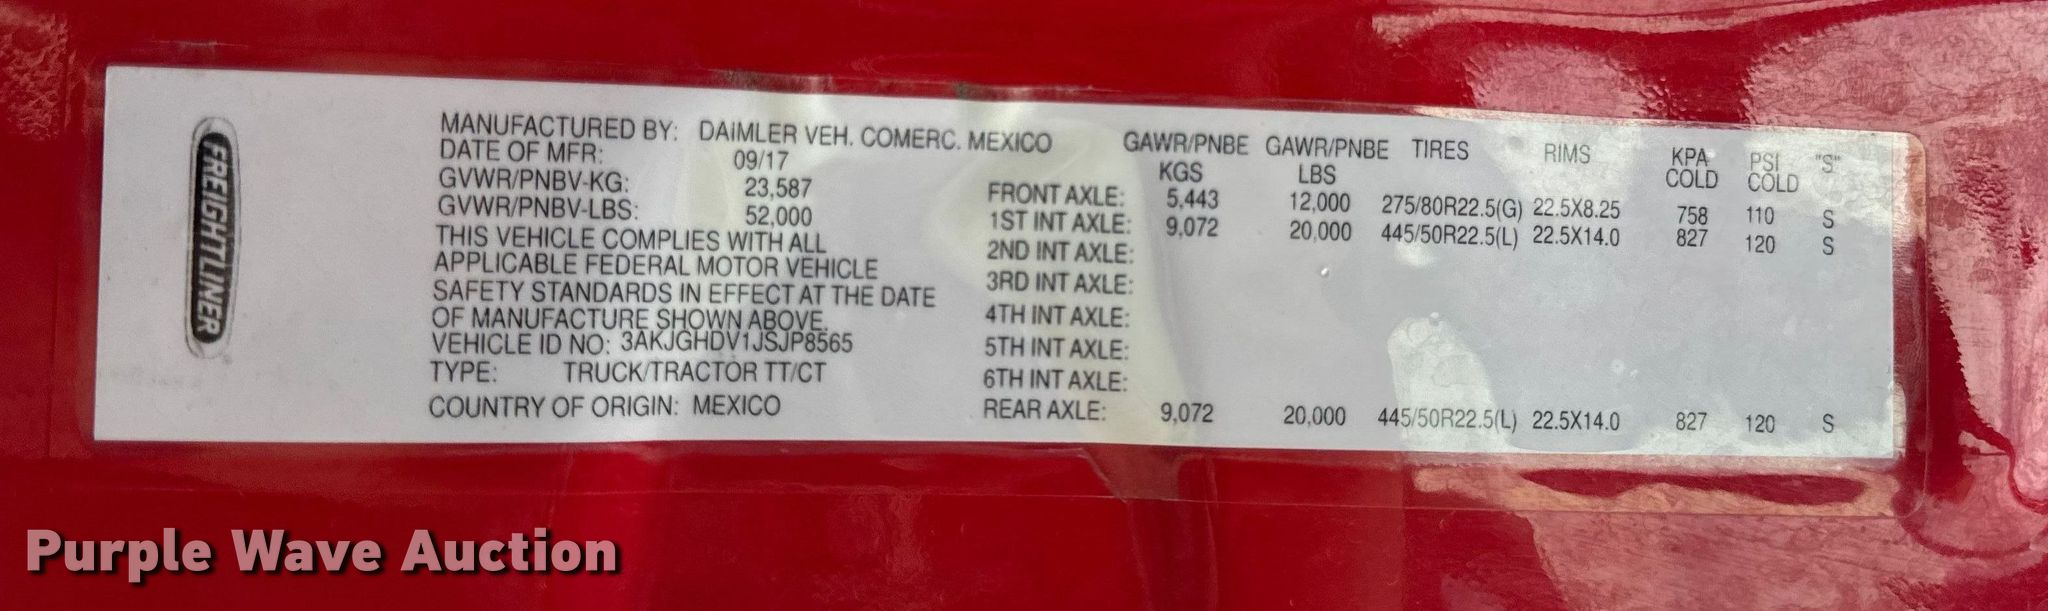 FREIGHTLINER
MANUFACTURED BY: DAIMLER VEH. COMERC. MEXICO
DATE OF MFR: 09/17
GVWR/PNBV-KG: 23,587
GVWR/PNBV-LBS: 52,000
THIS VEHICLE COMPLIES WITH ALL
APPLICABLE FEDERAL MOTOR VEHICLE
SAFETY STANDARDS IN EFFECT AT THE DATE
OF MANUFACTURE SHOWN ABOVE.
VEHICLE ID NO: 3AKJGHDV1JSJP8565
TYPE: TRUCK/TRACTOR TT/CT
COUNTRY OF ORIGIN: MEXICO
GAWR/PNBE GAWR/PNBE TIRES RIMS KPA PSI "S"
KGS LBS COLD COLD
FRONT AXLE: 5,443 12,000 275/80R22.5(G) 22.5X8.25 758 110 S
1ST INT AXLE: 9,072 20,000 445/50R22.5(L) 22.5X14.0 827 120 S
2ND INT AXLE:
3RD INT AXLE:
4TH INT AXLE:
5TH INT AXLE:
6TH INT AXLE:
REAR AXLE: 9,072 20,000 445/50R22.5(L) 22.5X14.0 827 120 S
Purple Wave Auction